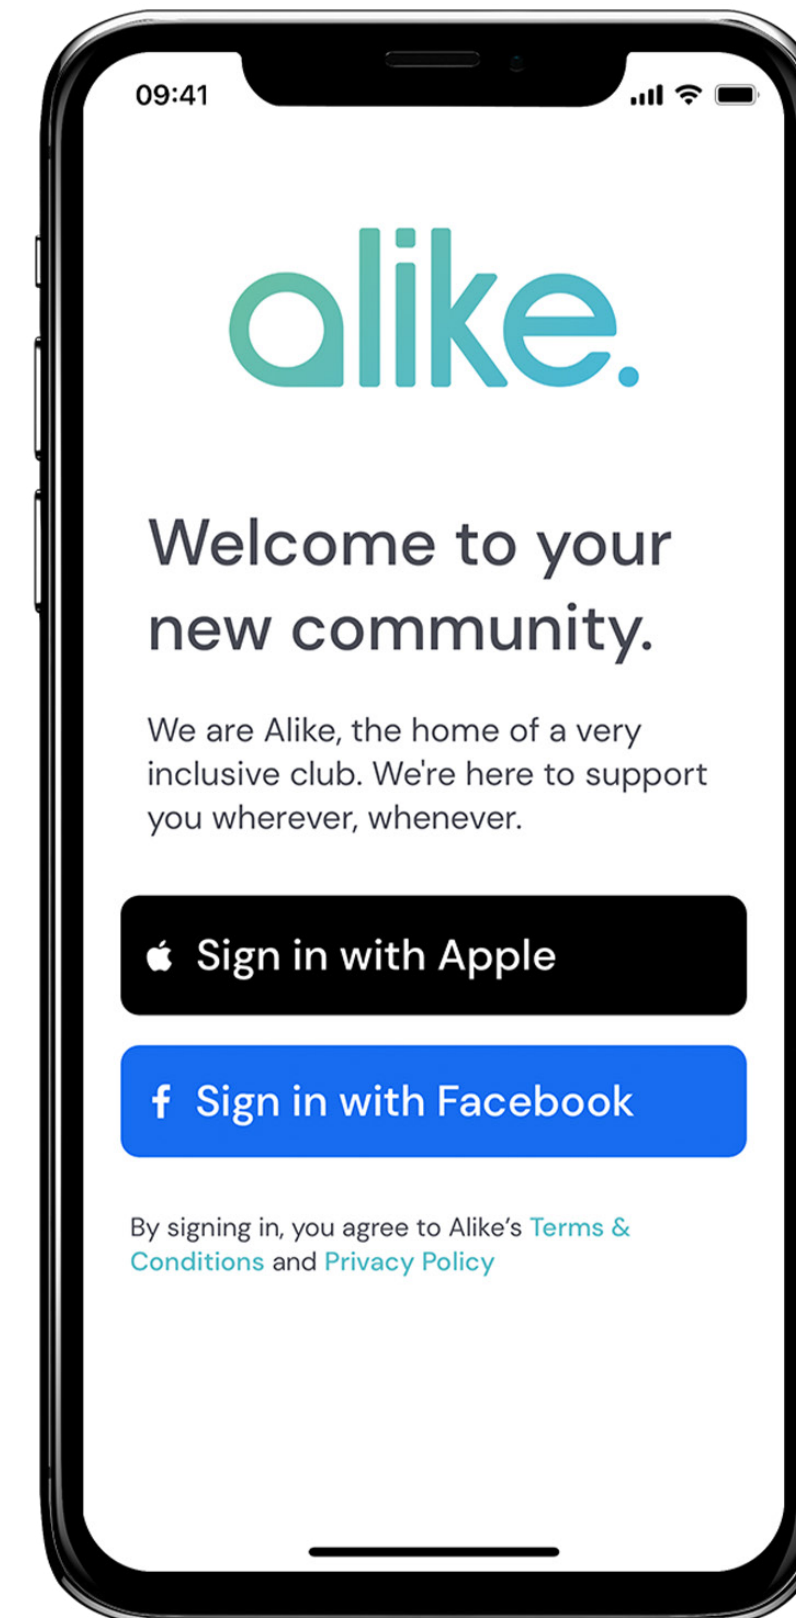 09:41
alike.
Welcome to your
new community.
We are Alike, the home of a very
inclusive club. We're here to support
you wherever, whenever.
Sign in with Apple
Sign in with Facebook
By signing in, you agree to Alike’s Terms &
Conditions and Privacy Policy